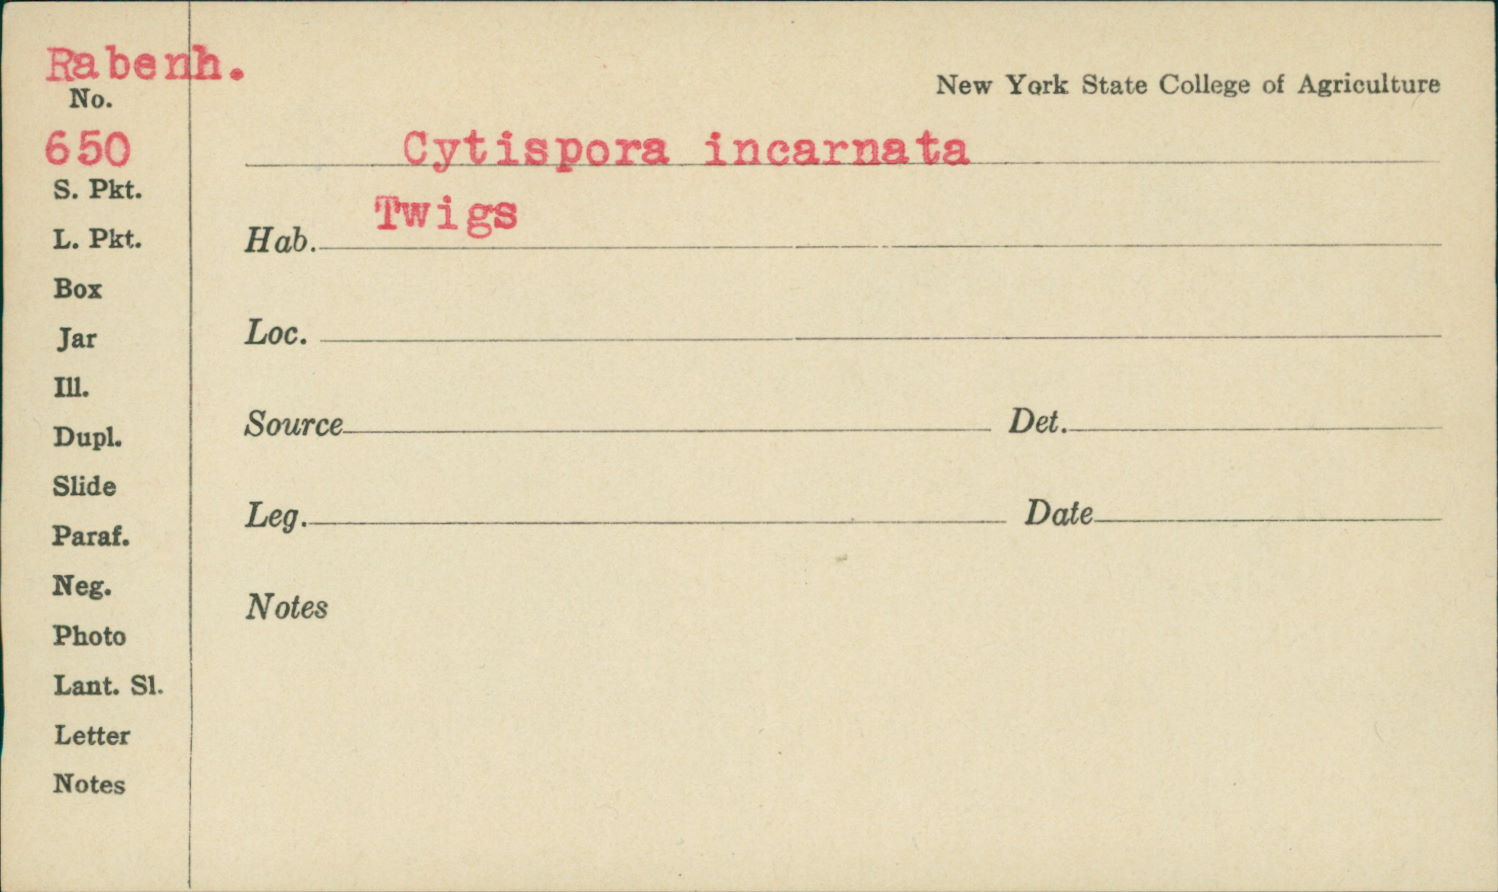 Rabenh.
No.
650
S. Pkt.
L. Pkt.
Box
Jar
Ill.
Dupl.
Slide
Paraf.
Neg.
Photo
Lant. Sl.
Letter
Notes
New York State College of Agriculture
Cytispora incarnata
Twigs
Hab.
Loc.
Source Det.
Leg. Date
Notes